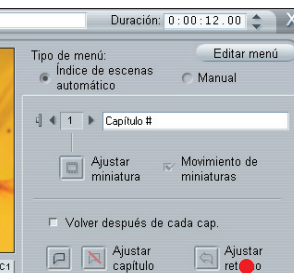 Duración: 0:00:12.00 X
Tipo de menú: Editar menú
Índice de escenas automático Manual
1 Capítulo #
Ajustar miniatura Movimiento de miniaturas
Volver después de cada cap.
C1 Ajustar capítulo Ajustar